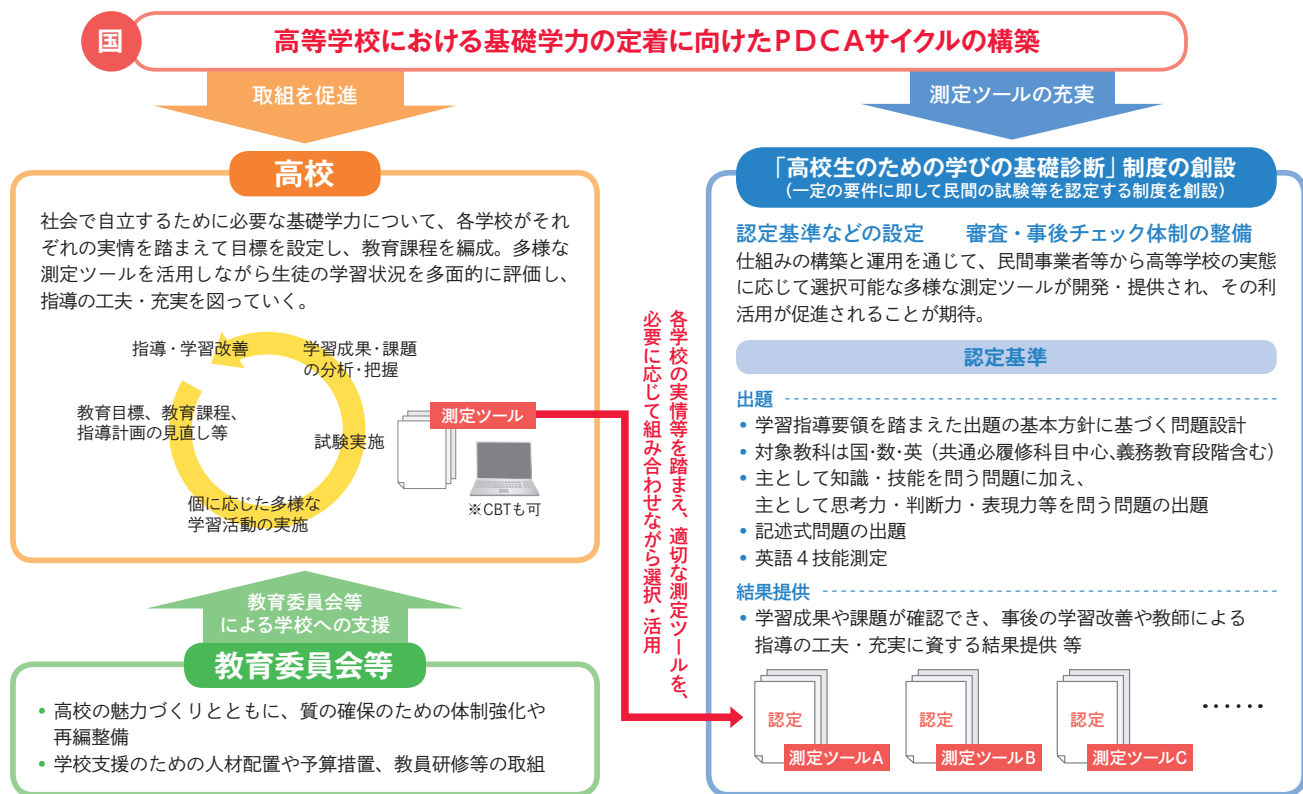 国
高等学校における基礎学力の定着に向けたPDCAサイクルの構築
取組を促進
測定ツールの充実
高校
社会で自立するために必要な基礎学力について、各学校がそれ
ぞれの実情を踏まえて目標を設定し、教育課程を編成。多様な
測定ツールを活用しながら生徒の学習状況を多面的に評価し、
指導の工夫・充実を図っていく。
指導・学習改善
学習成果・課題
の分析・把握
教育目標、教育課程、
指導計画の見直し等
試験実施
個に応じた多様な
学習活動の実施
測定ツール
※CBTも可
教育委員会等
による学校への支援
教育委員会等
• 高校の魅力づくりとともに、質の確保のための体制強化や
再編整備
• 学校支援のための人材配置や予算措置、教員研修等の取組
各学校の実情等を踏まえ、適切な測定ツールを、
必要に応じて組み合わせながら選択・活用
「高校生のための学びの基礎診断」制度の創設
(一定の要件に即して民間の試験等を認定する制度を創設)
認定基準などの設定　審査・事後チェック体制の整備
仕組みの構築と運用を通じて、民間事業者等から高等学校の実態
に応じて選択可能な多様な測定ツールが開発・提供され、その利
活用が促進されることが期待。
認定基準
出題
• 学習指導要領を踏まえた出題の基本方針に基づく問題設計
• 対象教科は国・数・英（共通必履修科目中心、義務教育段階含む）
• 主として知識・技能を問う問題に加え、
主として思考力・判断力・表現力等を問う問題の出題
• 記述式問題の出題
• 英語４技能測定
結果提供
• 学習成果や課題が確認でき、事後の学習改善や教師による
指導の工夫・充実に資する結果提供 等
認定
測定ツールA
認定
測定ツールB
認定
測定ツールC
……